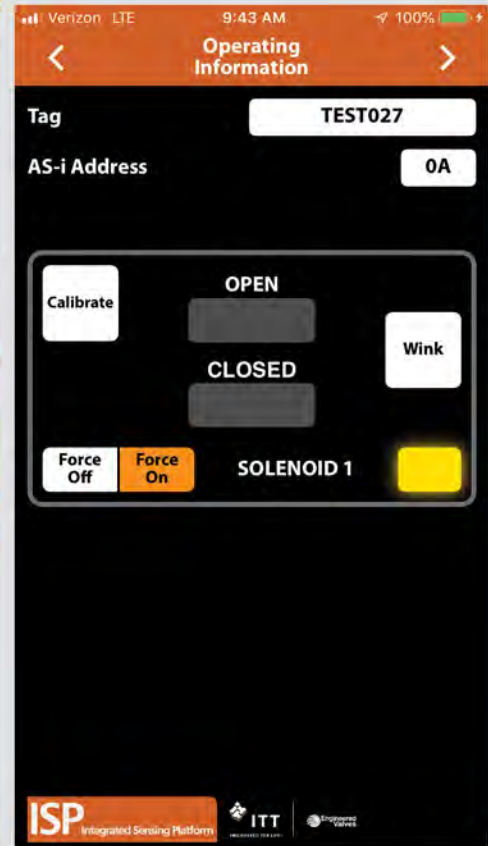 Verizon LTE 9:43 AM 100%
Operating
Information
Tag TEST027
AS-i Address 0A
Calibrate
OPEN
Wink
CLOSED
Force
Off
Force
On
SOLENOID 1
ISP Integrated Sensing Platform
ITT
Engineered
Valves